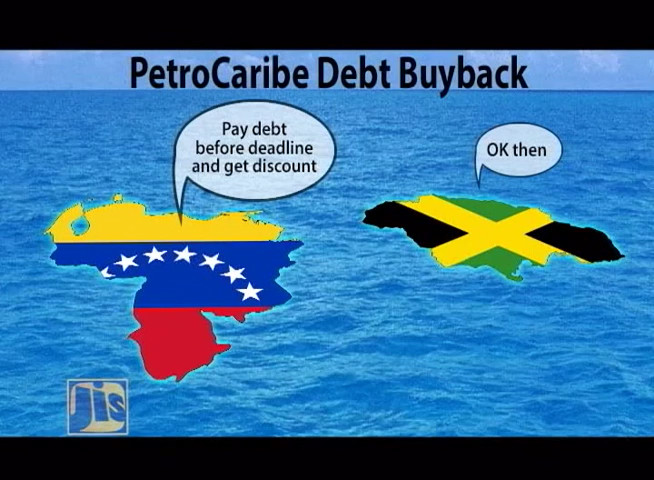 PetroCaribe Debt Buyback
Pay debt
before deadline
and get discount
OK then
Jis